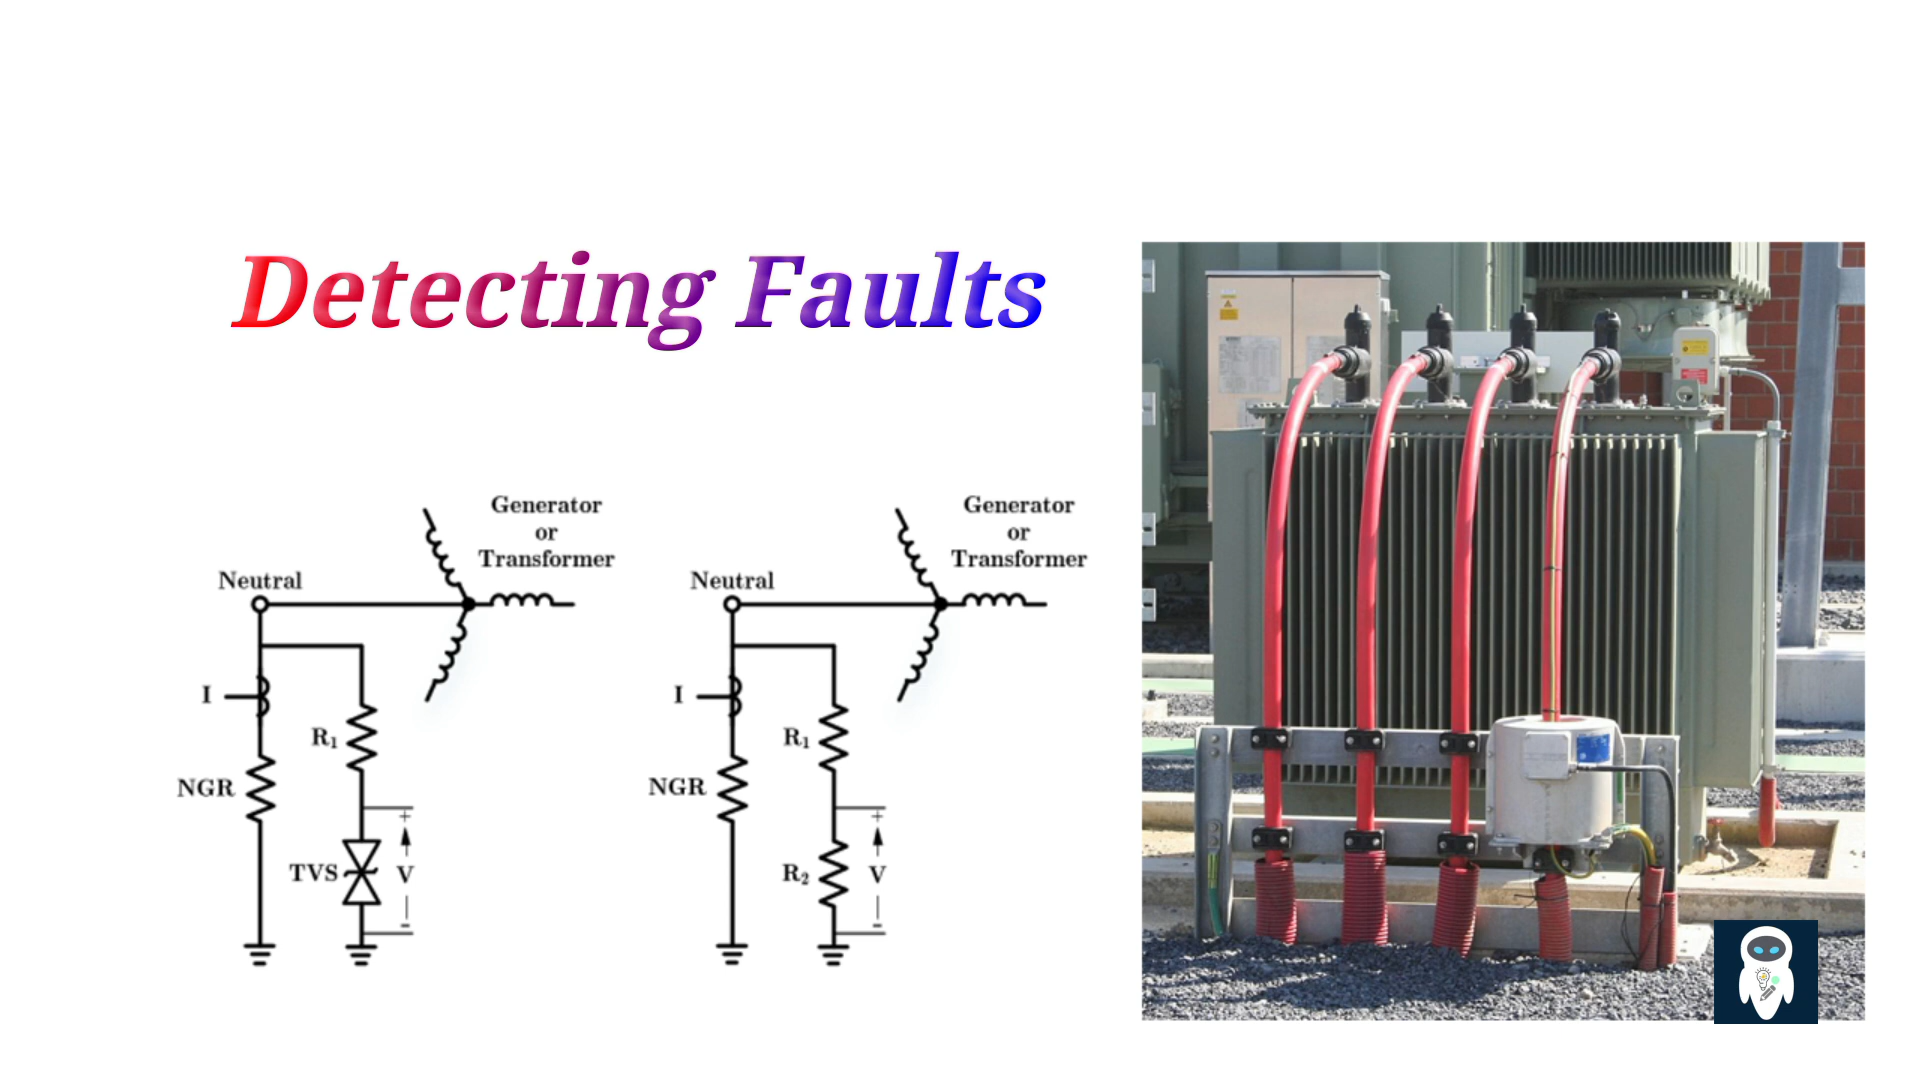 Detecting Faults
Generator
or
Transformer
Neutral
I
R₁
NGR
+
TVS
V
-
Generator
or
Transformer
Neutral
I
R₁
NGR
+
R₂
V
-